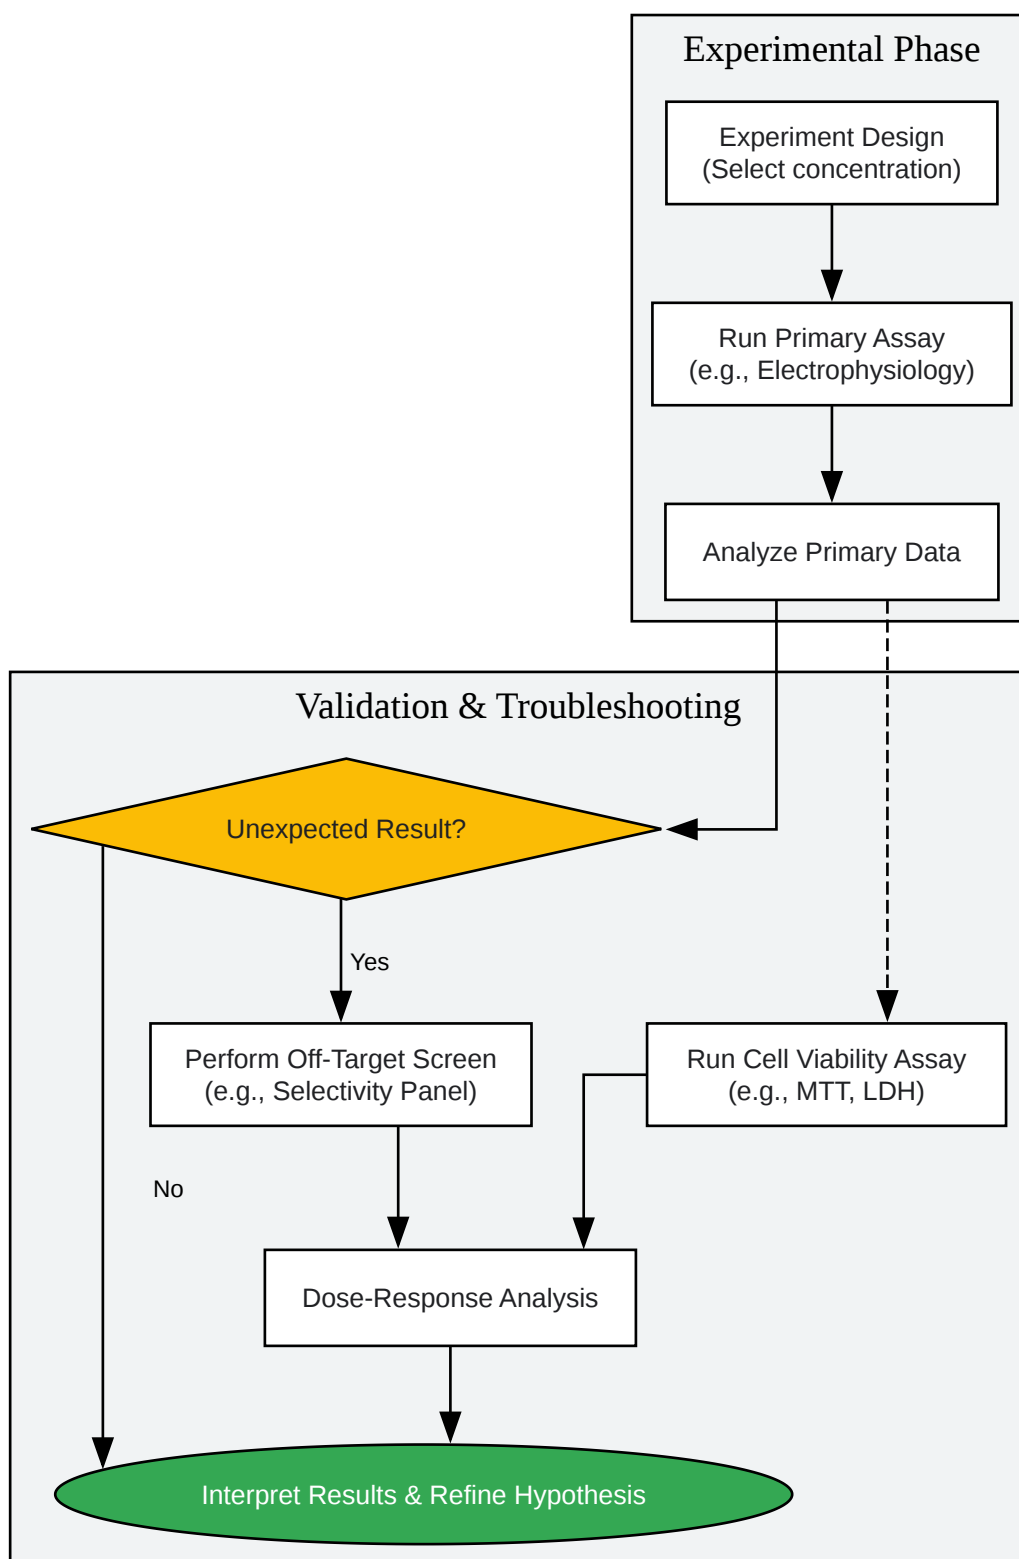 Experimental Phase
Experiment Design
(Select concentration)
Run Primary Assay
(e.g., Electrophysiology)
Analyze Primary Data
Validation & Troubleshooting
Unexpected Result?
Yes
Perform Off-Target Screen
(e.g., Selectivity Panel)
Run Cell Viability Assay
(e.g., MTT, LDH)
No
Dose-Response Analysis
Interpret Results & Refine Hypothesis